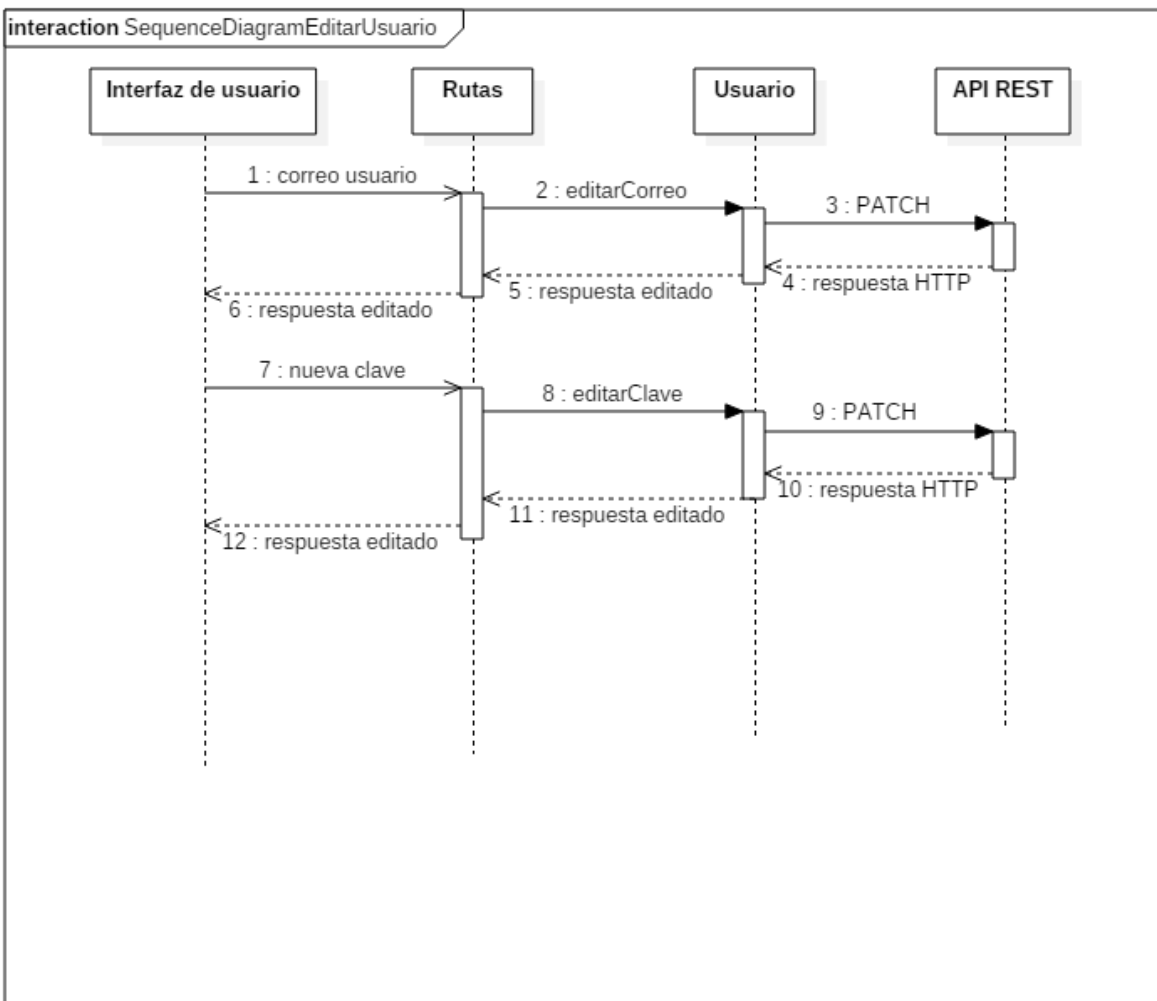 interaction SequenceDiagramEditarUsuario
Interfaz de usuario
Rutas
Usuario
API REST
1 : correo usuario
2 : editarCorreo
3 : PATCH
4 : respuesta HTTP
5 : respuesta editado
6 : respuesta editado
7 : nueva clave
8 : editarClave
9 : PATCH
10 : respuesta HTTP
11 : respuesta editado
12 : respuesta editado